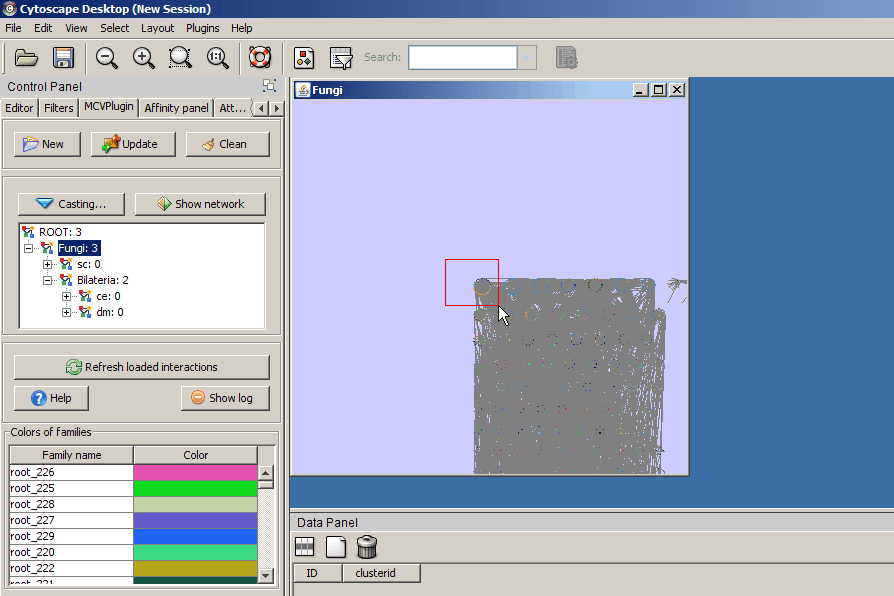 Cytoscape Desktop (New Session)
File Edit View Select Layout Plugins Help
Search:
Control Panel
Editor Filters MCVPlugin Affinity panel Att...
New Update Clean
Casting... Show network
ROOT: 3
Fungi: 3
sc: 0
Bilateria: 2
ce: 0
dm: 0
Refresh loaded interactions
Help Show log
Colors of families
Family name Color
root_226
root_225
root_228
root_227
root_229
root_220
root_222
root_221
Fungi
Data Panel
ID clusterid